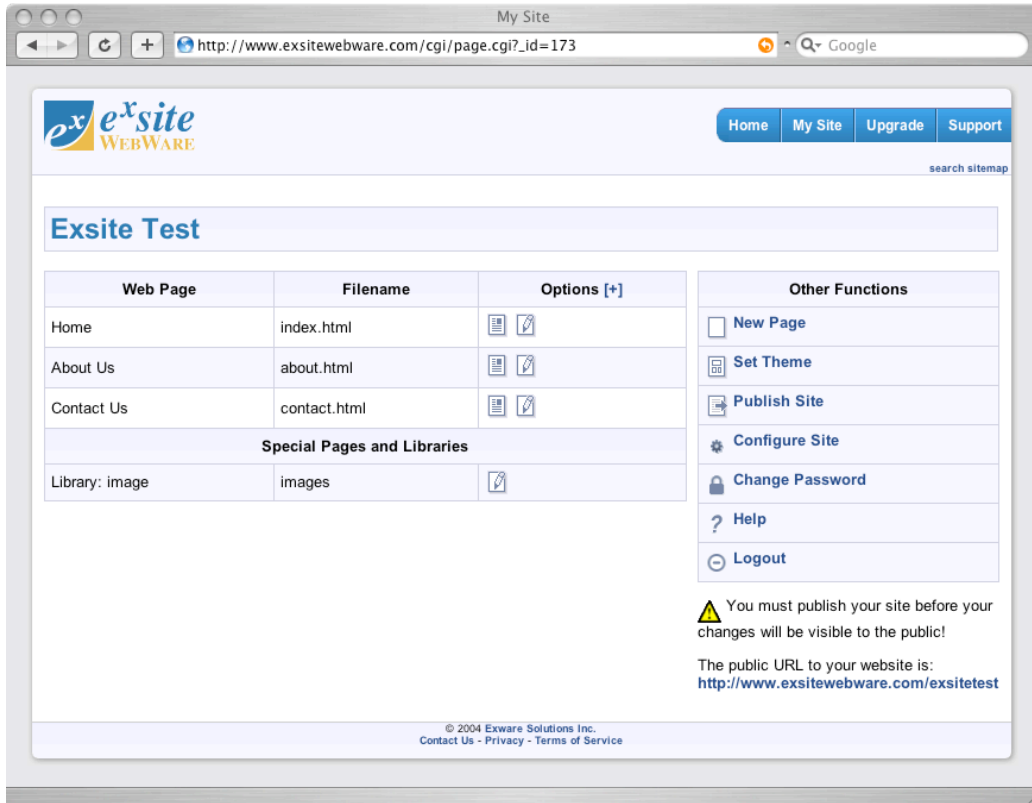 My Site
http://www.exsitewebware.com/cgi/page.cgi?_id=173
Google
ex exsite
WEBWARE
Home My Site Upgrade Support
search sitemap
Exsite Test
Web Page Filename Options [+]
Home index.html
About Us about.html
Contact Us contact.html
Special Pages and Libraries
Library: image images
Other Functions
New Page
Set Theme
Publish Site
Configure Site
Change Password
? Help
Logout
You must publish your site before your
changes will be visible to the public!
The public URL to your website is:
http://www.exsitewebware.com/exsitetest
© 2004 Exware Solutions Inc.
Contact Us - Privacy - Terms of Service